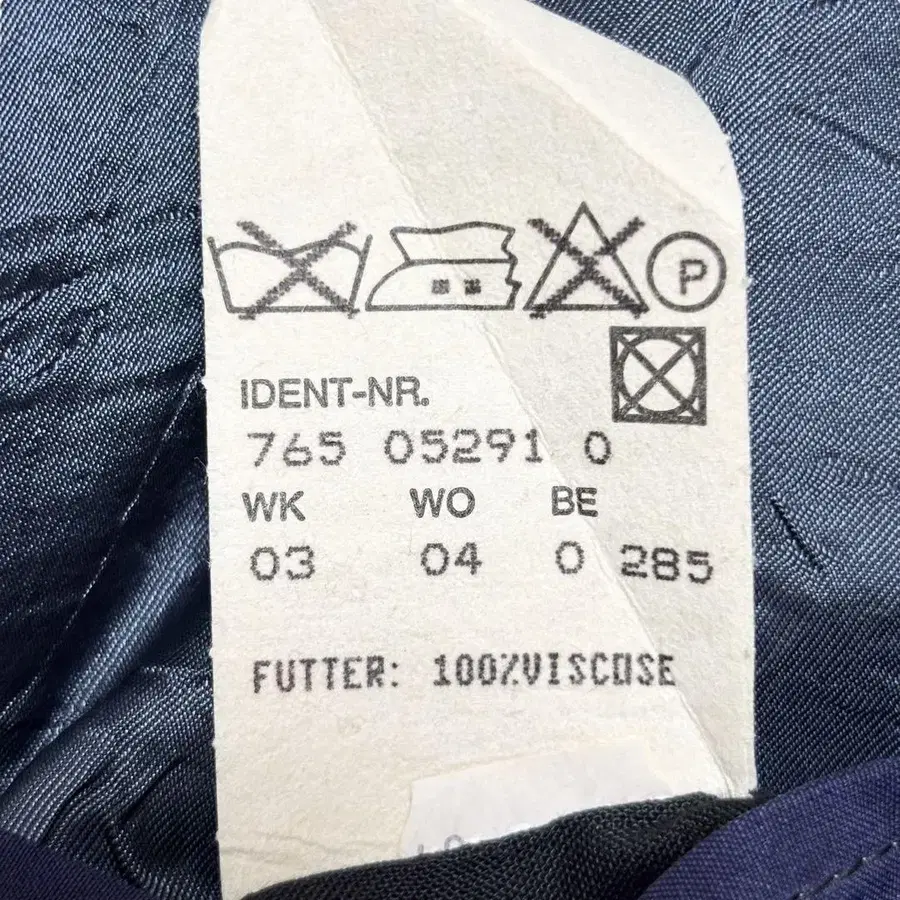 P
IDENT-NR.
765 05291 0
WK WO BE
03 04 0 285
FUTTER: 100%VISCOSE